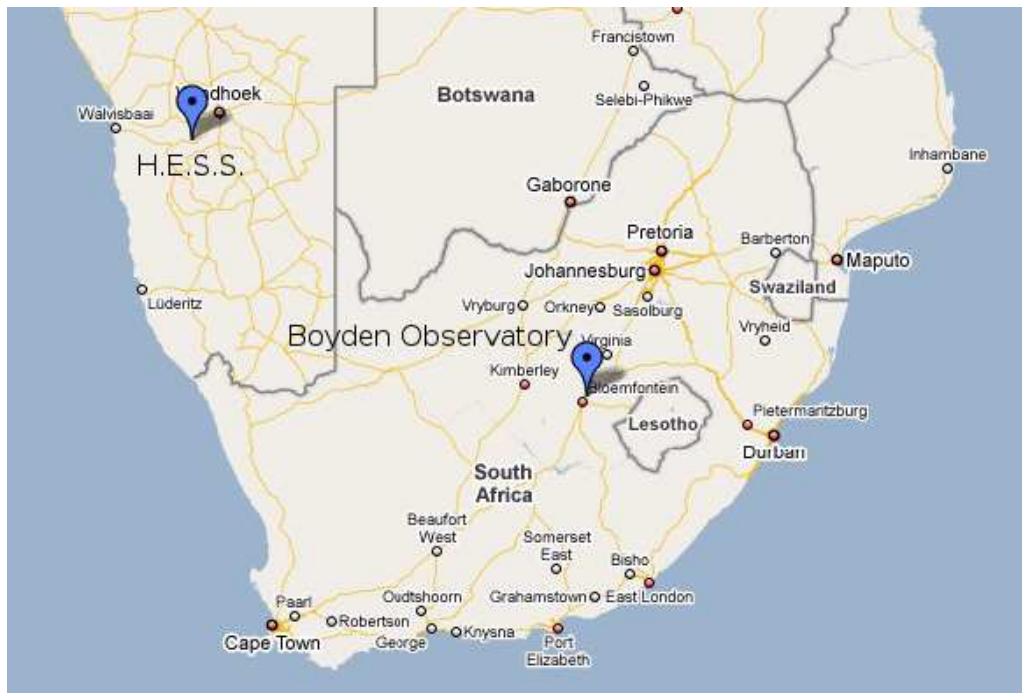 Francistown
Botswana
Selebi-Phikwe
Walvisbaai
H.E.S.S.
Inhambane
Gaborone
Pretoria
Barberton
Johannesburg
Maputo
Swaziland
Lüderitz
Vryburg
Orkney
Sasolburg
Vryheid
Boyden Observatory
Virginia
Kimberley
Bloemfontein
Pietermaritzburg
Lesotho
Durban
South
Africa
Beaufort
West
Somerset
East
Bisho
Paarl
Oudtshoorn
Grahamstown
East London
Robertson
Cape Town
George
Knysna
Port
Elizabeth